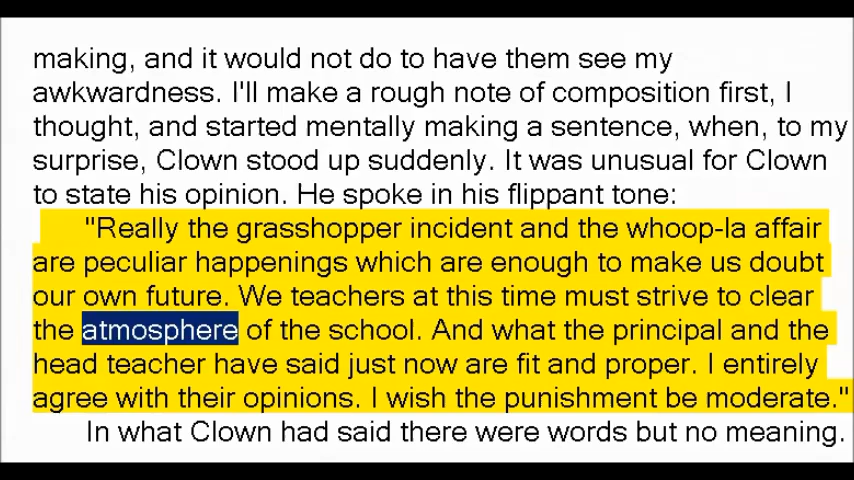 making, and it would not do to have them see my
awkwardness. I'll make a rough note of composition first, I
thought, and started mentally making a sentence, when, to my
surprise, Clown stood up suddenly. It was unusual for Clown
to state his opinion. He spoke in his flippant tone:
"Really the grasshopper incident and the whoop-la affair
are peculiar happenings which are enough to make us doubt
our own future. We teachers at this time must strive to clear
the atmosphere of the school. And what the principal and the
head teacher have said just now are fit and proper. I entirely
agree with their opinions. I wish the punishment be moderate."
In what Clown had said there were words but no meaning.